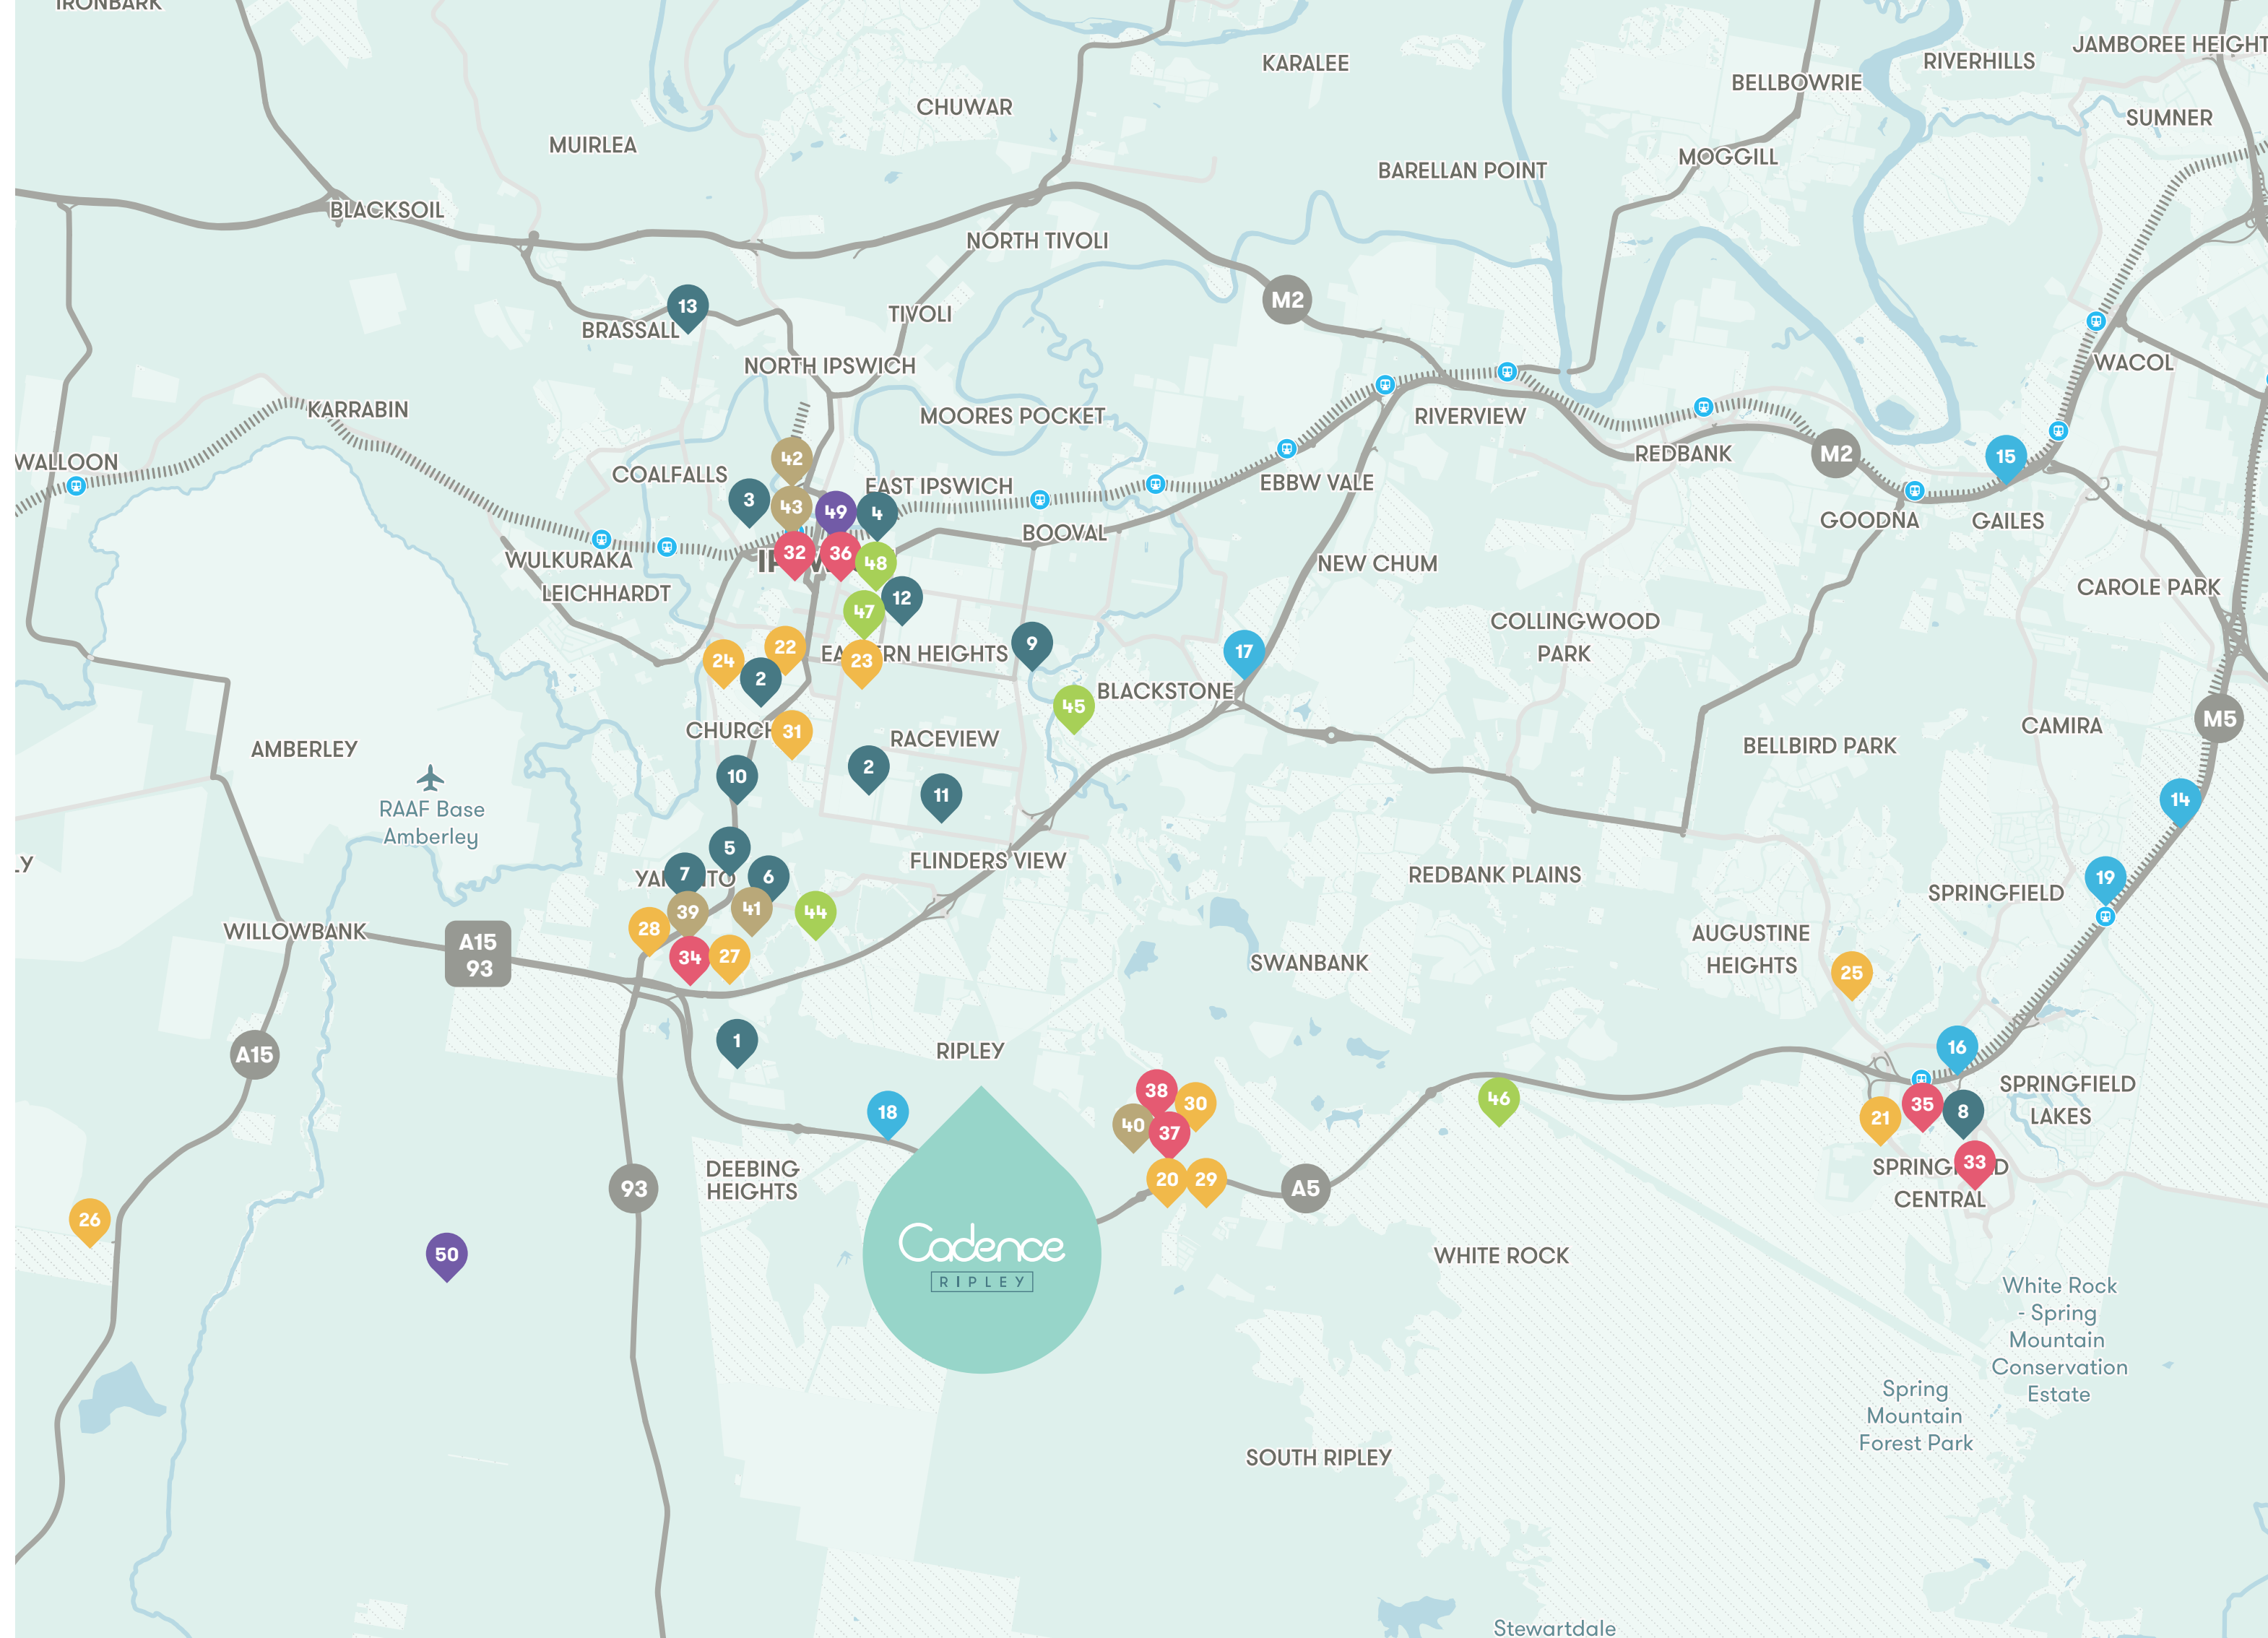 IRONBARK
JAMBOREE HEIGHT
KARALEE
RIVERHILLS
BELLBOWRIE
CHUWAR
SUMNER
MUIRLEA
MOGGILL
BARELLAN POINT
BLACKSOIL
NORTH TIVOLI
M2
13
TIVOLI
BRASSALL
NORTH IPSWICH
WACOL
KARRABIN
MOORES POCKET
RIVERVIEW
WALLOON
COALFALLS
42
REDBANK
M2
15
EAST IPSWICH
EBBW VALE
3
43
49
4
GOODNA
GAILES
BOOVAL
WULKURAKA
32
36
48
NEW CHUM
LEICHHARDT
CAROLE PARK
47
12
COLLINGWOOD
PARK
24
22
23
9
17
2
BLACKSTONE
45
CHURCH
31
RACEVIEW
M5
CAMIRA
AMBERLEY
BELLBIRD PARK
10
2
11
14
RAAF Base
Amberley
5
FLINDERS VIEW
LY
7
6
REDBANK PLAINS
19
SPRINGFIELD
39
41
44
28
WILLOWBANK
A15
93
34
27
AUGUSTINE
HEIGHTS
SWANBANK
25
1
A15
RIPLEY
16
38
30
46
SPRINGFIELD
LAKES
18
40
37
21
35
8
DEEBING
HEIGHTS
93
20
29
A5
33
CENTRAL
26
50
Cadence
RIPLEY
WHITE ROCK
White Rock
- Spring
Mountain
Conservation
Estate
Spring
Mountain
Forest Park
SOUTH RIPLEY
Stewartdale